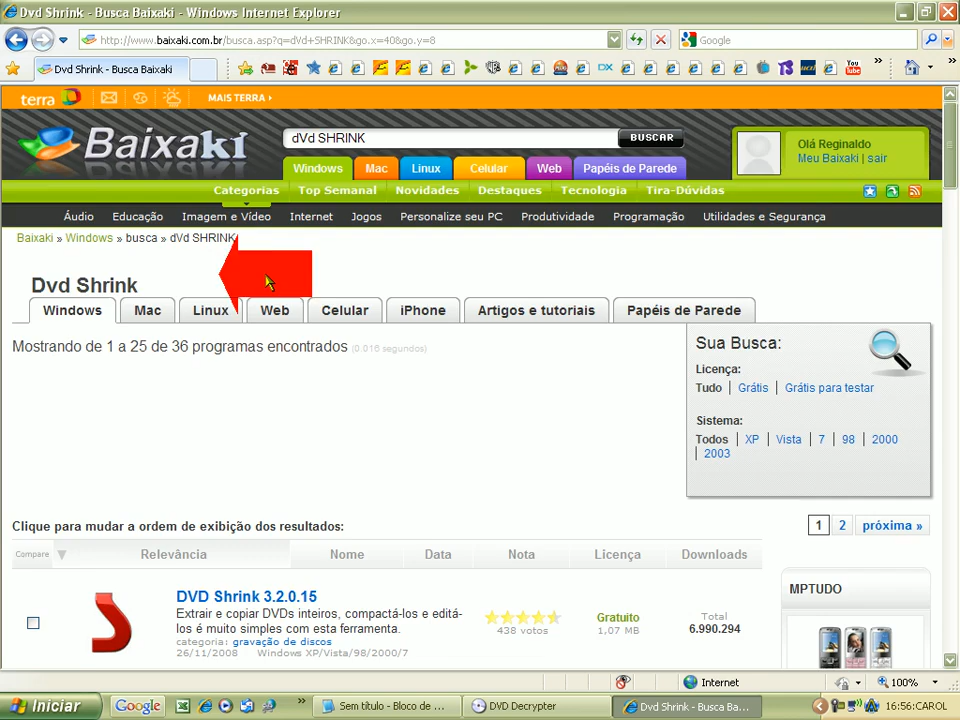 Dvd Shrink - Busca Baixaki - Windows Internet Explorer
http://www.baixaki.com.br/busca.asp?q=dVd+SHRINK&go.x=40&go.y=8
Google
Dvd Shrink - Busca Baixaki
You Tube
terra
MAIS TERRA
Baixaki
dVd SHRINK
BUSCAR
Olá Reginaldo
Meu Baixaki | sair
Windows Mac Linux Celular Web Papéis de Parede
Categorias Top Semanal Novidades Destaques Tecnologia Tira-Dúvidas
Áudio Educação Imagem e Vídeo Internet Jogos Personalize seu PC Produtividade Programação Utilidades e Segurança
Baixaki » Windows » busca » dVd SHRINK
Dvd Shrink
Windows Mac Linux Web Celular iPhone Artigos e tutoriais Papéis de Parede
Mostrando de 1 a 25 de 36 programas encontrados (0.016 segundos)
Sua Busca:
Licença:
Tudo | Grátis | Grátis para testar
Sistema:
Todos | XP | Vista | 7 | 98 | 2000
| 2003
Clique para mudar a ordem de exibição dos resultados:
1 2 próxima »
Compare Relevância Nome Data Nota Licença Downloads
DVD Shrink 3.2.0.15
Extrair e copiar DVDs inteiros, compactá-los e editá-
los é muito simples com esta ferramenta.
categoria: gravação de discos
26/11/2008 Windows XP/Vista/98/2000/7
438 votos
Gratuito
1,07 MB
Total
6.990.294
MPTUDO
Internet
100%
Iniciar
Google
Sem título - Bloco de ...
DVD Decrypter
Dvd Shrink - Busca Ba...
16:56:CAROL